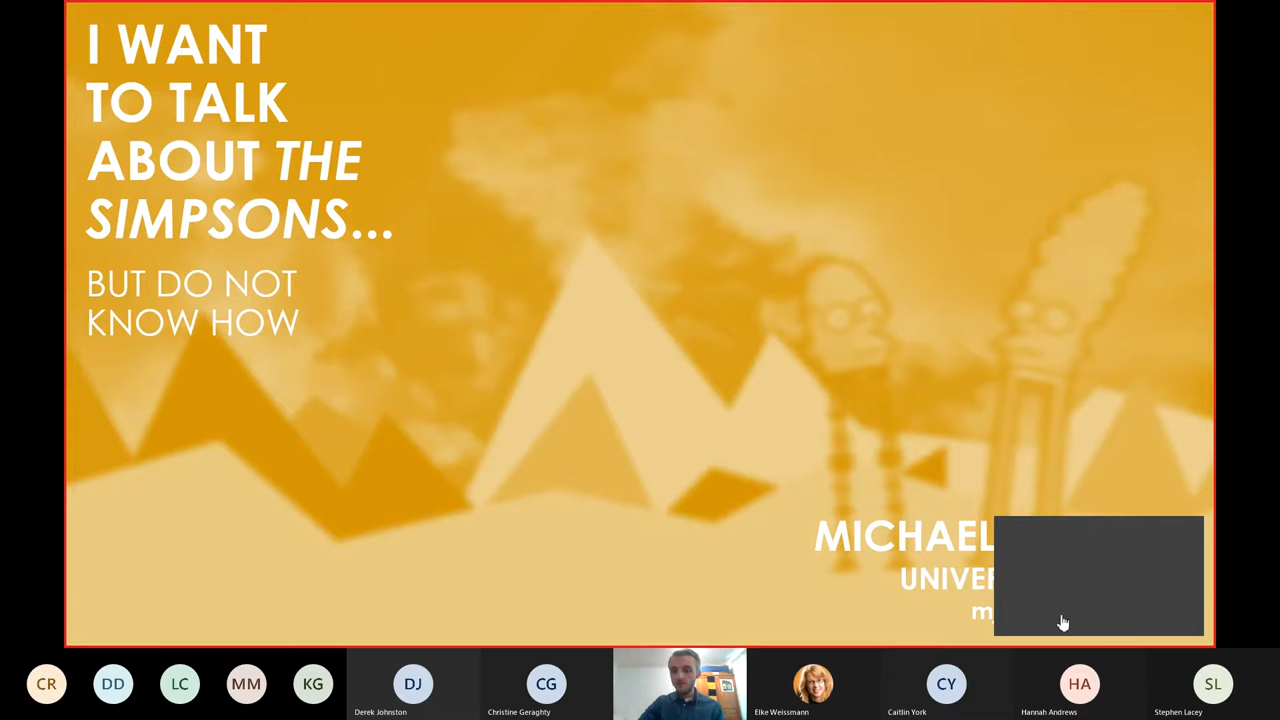 I WANT
TO TALK
ABOUT THE
SIMPSONS...
BUT DO NOT
KNOW HOW
MICHAEL
CR
DD
LC
MM
KG
DJ
Derek Johnston
CG
Christine Geraghty
Elke Weissmann
CY
Caitlin York
HA
Hannah Andrews
SL
Stephen Lacey